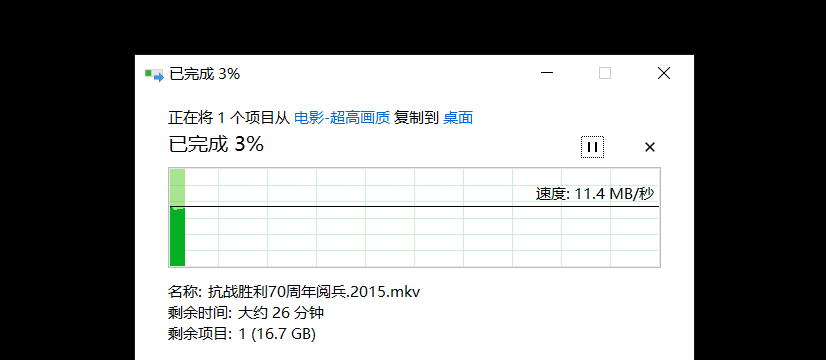 已完成 3%
正在将 1 个项目从 电影-超高画质 复制到 桌面
已完成 3%
速度: 11.4 MB/秒
名称: 抗战胜利70周年阅兵.2015.mkv
剩余时间: 大约 26 分钟
剩余项目: 1 (16.7 GB)